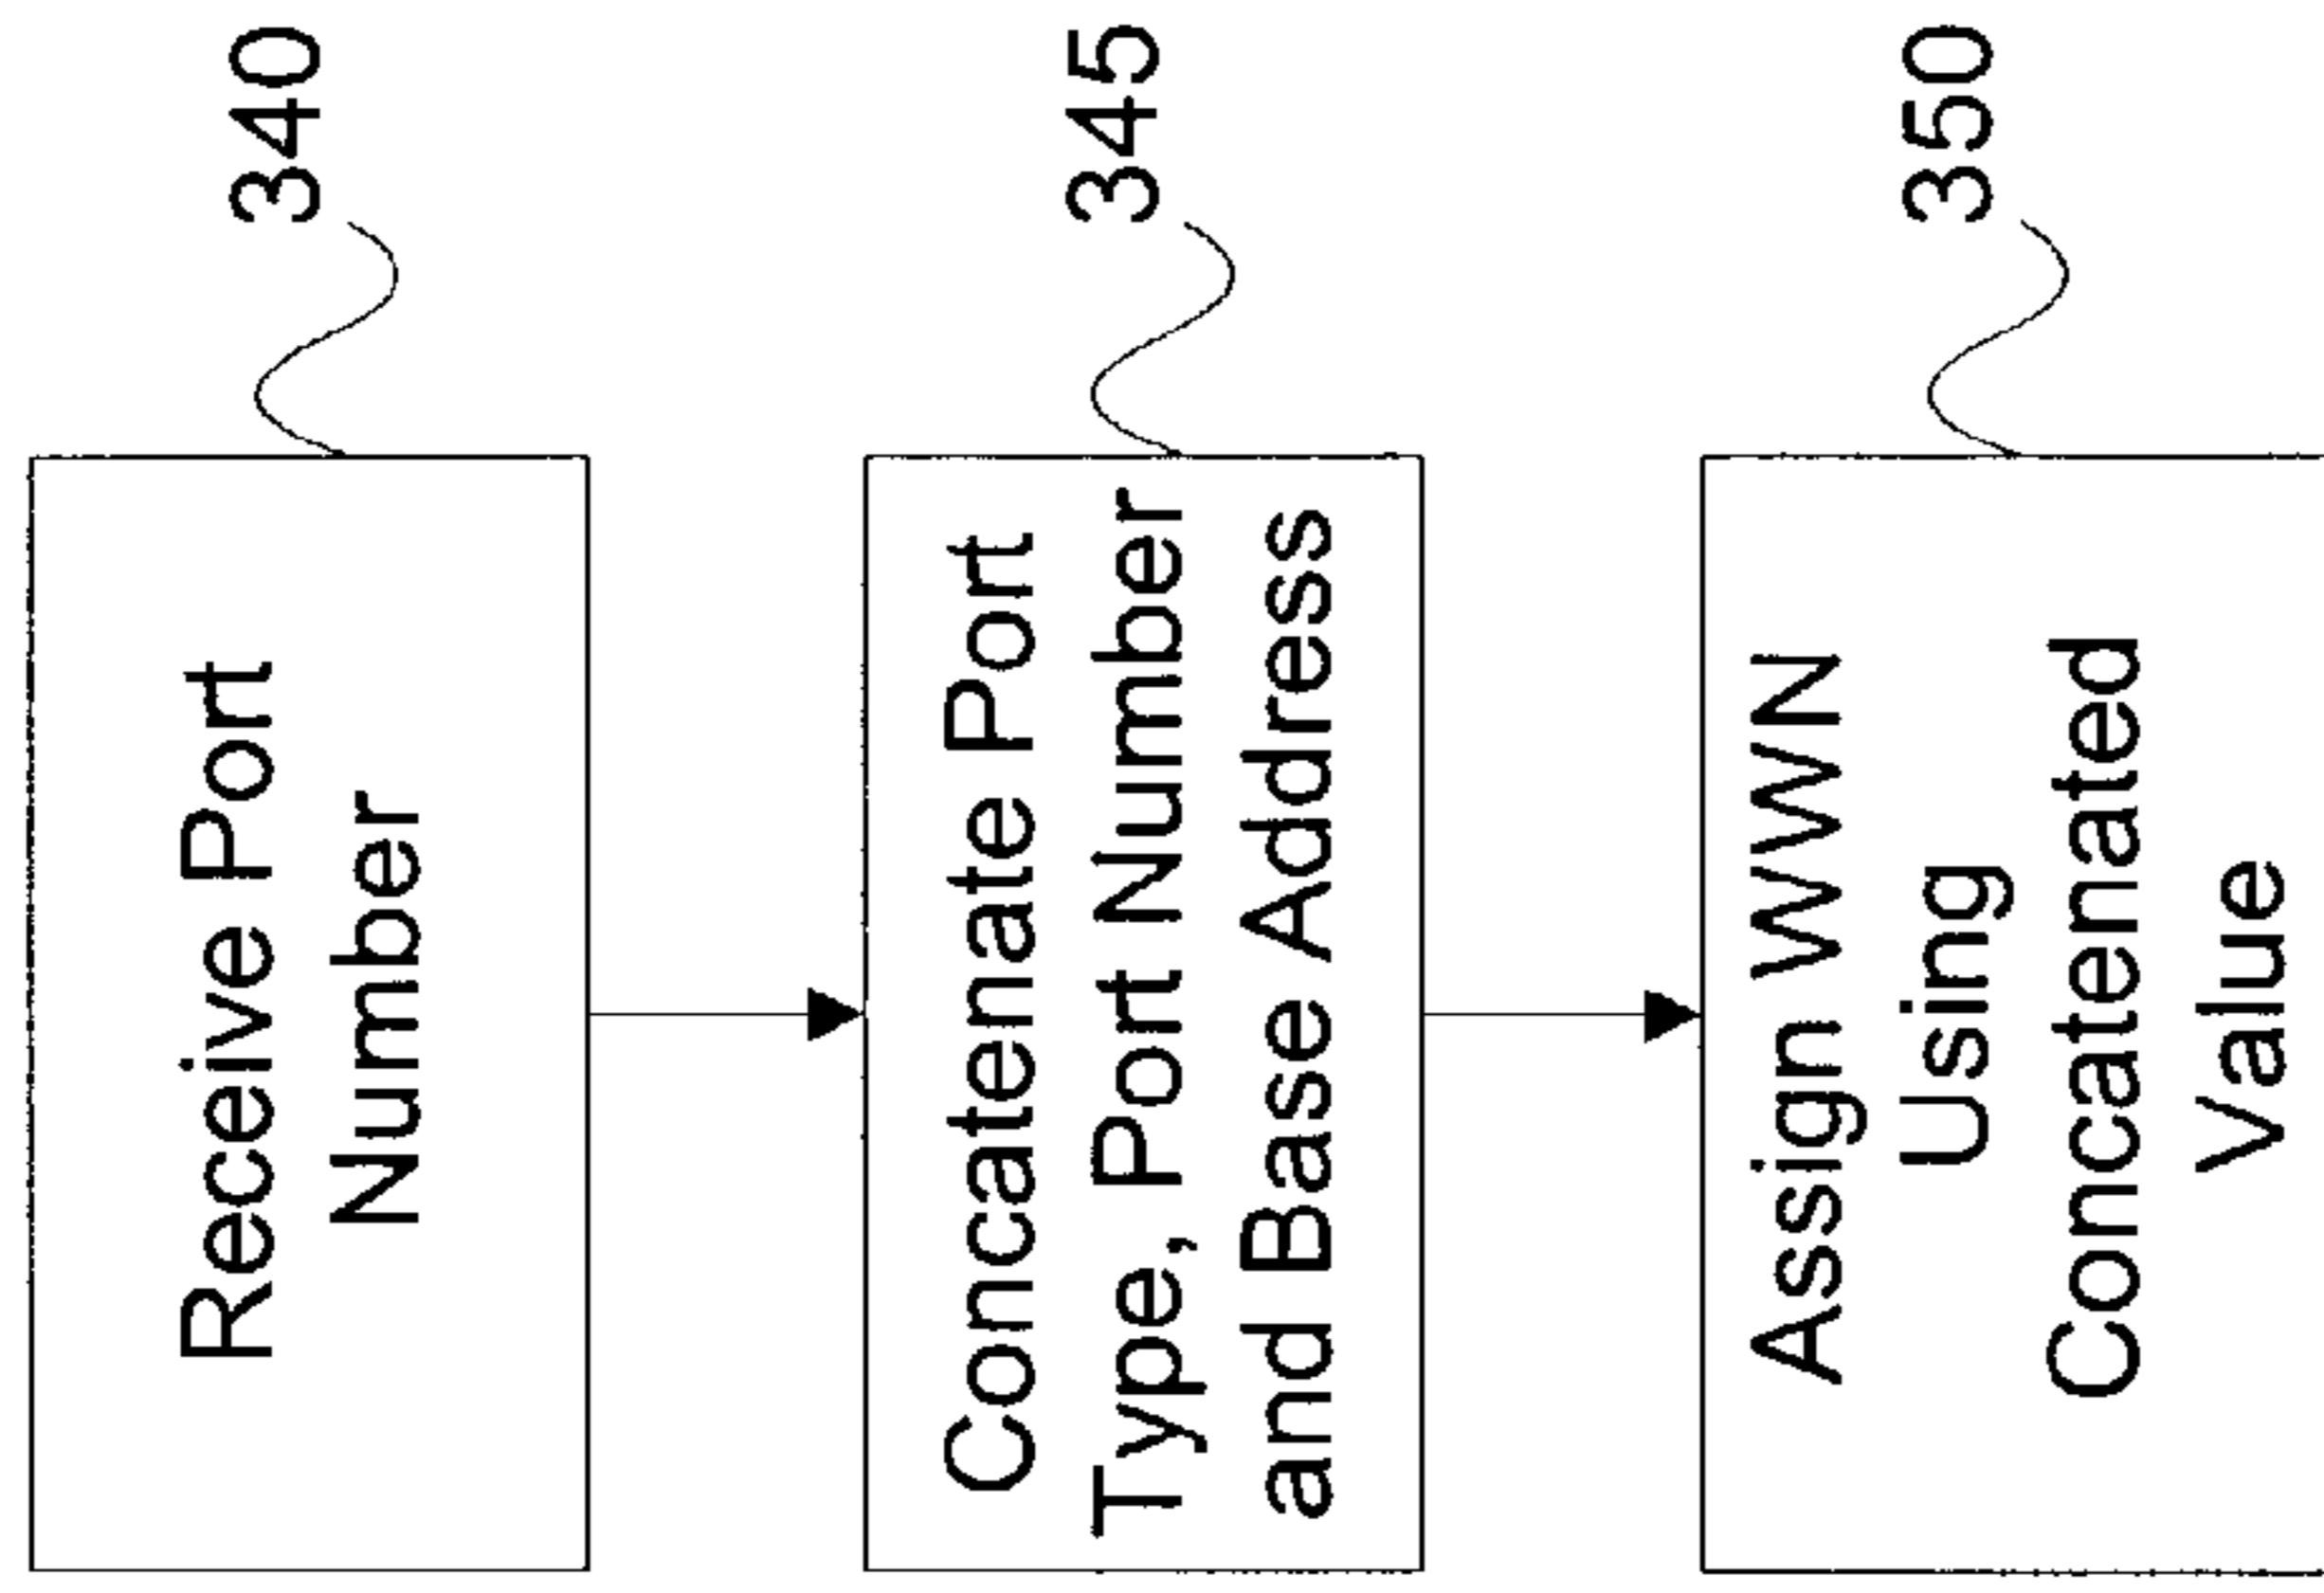 Receive Port
Number
340
Concatenate Port
Type, Port Number
and Base Address
345
Assign WWN
Using
Concatenated
Value
350